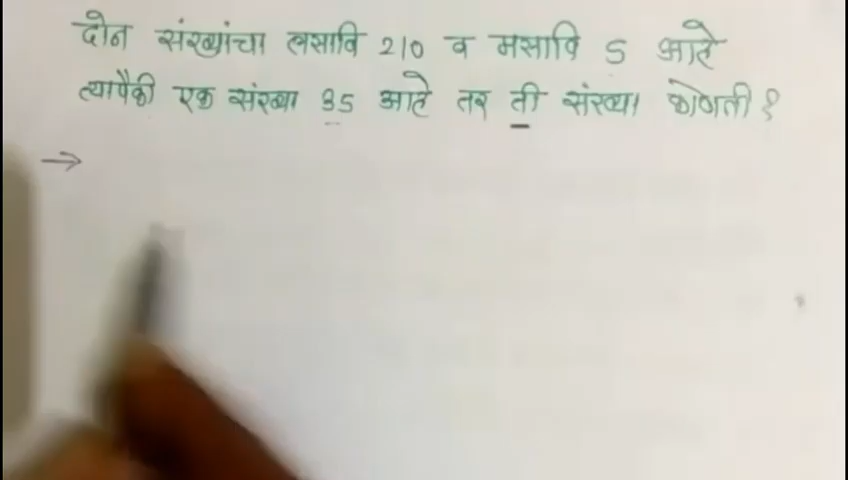 दोन संख्यांचा लसावि 210 व मसावि 5 आहे
त्यापैकी एक संख्या 35 आहे तर ती संख्या कोणती ?
→